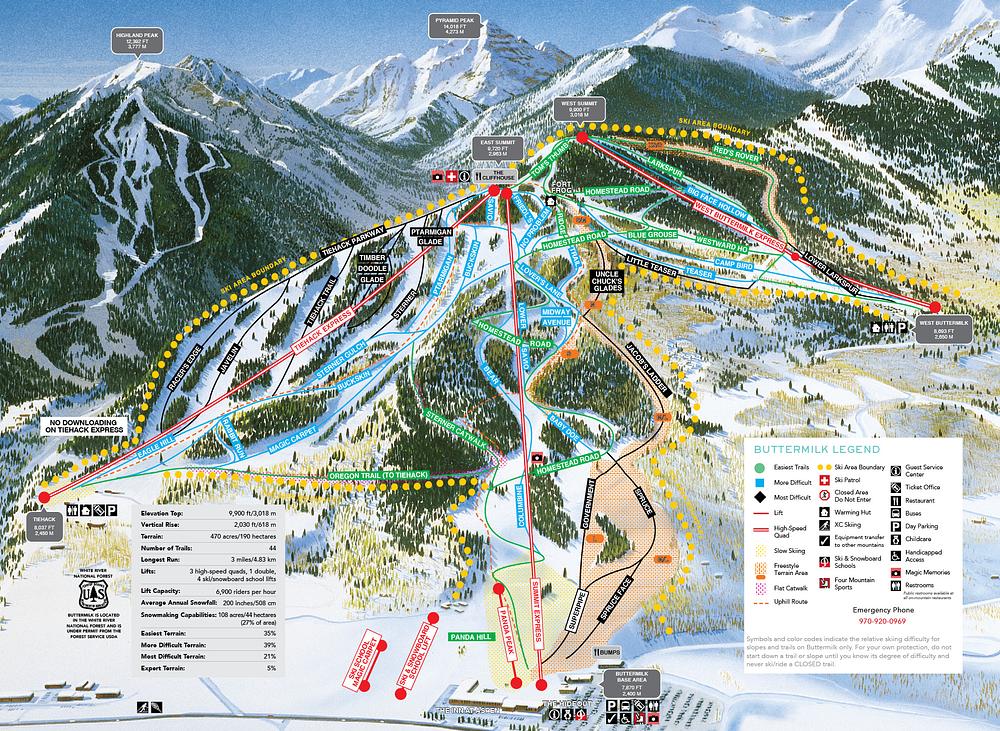 HIGHLAND PEAK
12,392 FT
3,777 M
PYRAMID PEAK
14,018 FT
4,273 M
WEST SUMMIT
9,900 FT
3,018 M
EAST SUMMIT
9,720 FT
2,963 M
THE
CLIFFHOUSE
SKI AREA BOUNDARY
TOM'S THUMB
RED'S ROVER
LARKSPUR
BIG FACE HOLLOW
WEST BUTTERMILK EXPRESS
FORT
FROG
HOMESTEAD ROAD
HOMESTEAD ROAD
BLUE GROUSE
WESTWARD HO
CAMP BIRD
TEASER
LITTLE TEASER
LOWER LARKSPUR
WEST BUTTERMILK
8,693 FT
2,650 M
TIEHACK PARKWAY
PTARMIGAN
GLADE
TIMBER
DOODLE
GLADE
SKI AREA BOUNDARY
TIEHACK TRAIL
TIEHACK EXPRESS
STERNER
PTARMIGAN
BUCKSKIN
NO PROBLEM
LOVER'S LANE
UNCLE
CHUCK'S
GLADES
MIDWAY
AVENUE
RACER'S EDGE
JAVELIN
STERNER GULCH
BUCKSKIN
HOMESTEAD ROAD
BEAR
JACOB'S LADDER
BABY DOE
NO DOWNLOADING
ON TIEHACK EXPRESS
EAGLE HILL
RABBIT RUN
MAGIC CARPET
STERNER CATWALK
OREGON TRAIL (TO TIEHACK)
HOMESTEAD ROAD
COLUMBINE
GOVERNMENT
SPRUCE
SUPERPIPE
SPRUCE FACE
TIEHACK
8,037 FT
2,450 M
PANDA HILL
PANDA PEAK
SUMMIT EXPRESS
SKI SCHOOL
MAGIC CARPET
SKI & SNOWBOARD
SCHOOL LIFT
BUMPS
BUTTERMILK
BASE AREA
7,870 FT
2,400 M
THE INN AT ASPEN
THE HIDEOUT
Elevation Top: 9,900 ft/3,018 m
Vertical Rise: 2,030 ft/618 m
Terrain: 470 acres/190 hectares
Number of Trails: 44
Longest Run: 3 miles/4.83 km
Lifts: 3 high-speed quads, 1 double,
4 ski/snowboard school lifts
Lift Capacity: 6,900 riders per hour
Average Annual Snowfall: 200 inches/508 cm
Snowmaking Capabilities: 108 acres/44 hectares
(27% of area)
Easiest Terrain: 35%
More Difficult Terrain: 39%
Most Difficult Terrain: 21%
Expert Terrain: 5%
WHITE RIVER
NATIONAL FOREST
BUTTERMILK IS LOCATED
IN THE WHITE RIVER
NATIONAL FOREST AND IS
UNDER PERMIT FROM THE
FOREST SERVICE USDA
BUTTERMILK LEGEND
Easiest Trails
More Difficult
Most Difficult
Lift
High-Speed
Quad
Slow Skiing
Freestyle
Terrain Area
Flat Catwalk
Uphill Route
Ski Area Boundary
Ski Patrol
Closed Area
Do Not Enter
Warming Hut
XC Skiing
Equipment transfer
to other mountains
Ski & Snowboard
Schools
Four Mountain
Sports
Guest Service
Center
Ticket Office
Restaurant
Buses
Day Parking
Childcare
Handicapped
Access
Magic Memories
Restrooms
Public restrooms available at
all on-mountain restaurants
Emergency Phone
970-920-0969
Symbols and color codes indicate the relative skiing difficulty for
slopes and trails on Buttermilk only. For your own protection, do not
start down a trail or slope until you know its degree of difficulty and
never ski/ride a CLOSED trail.